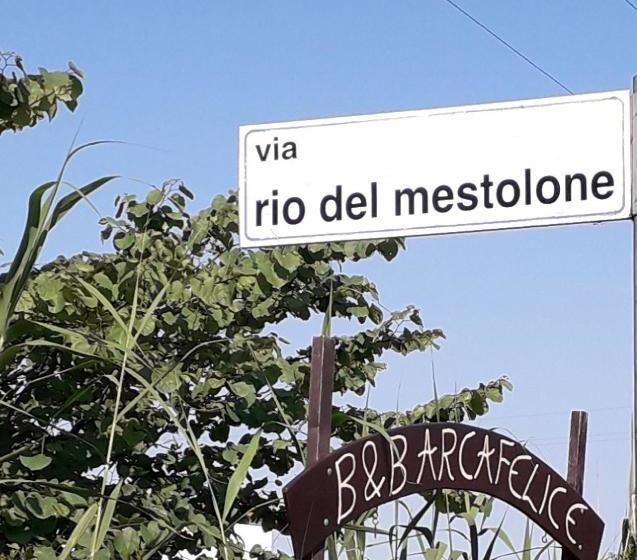 via
rio del mestolone
B&B ARCAFELICE